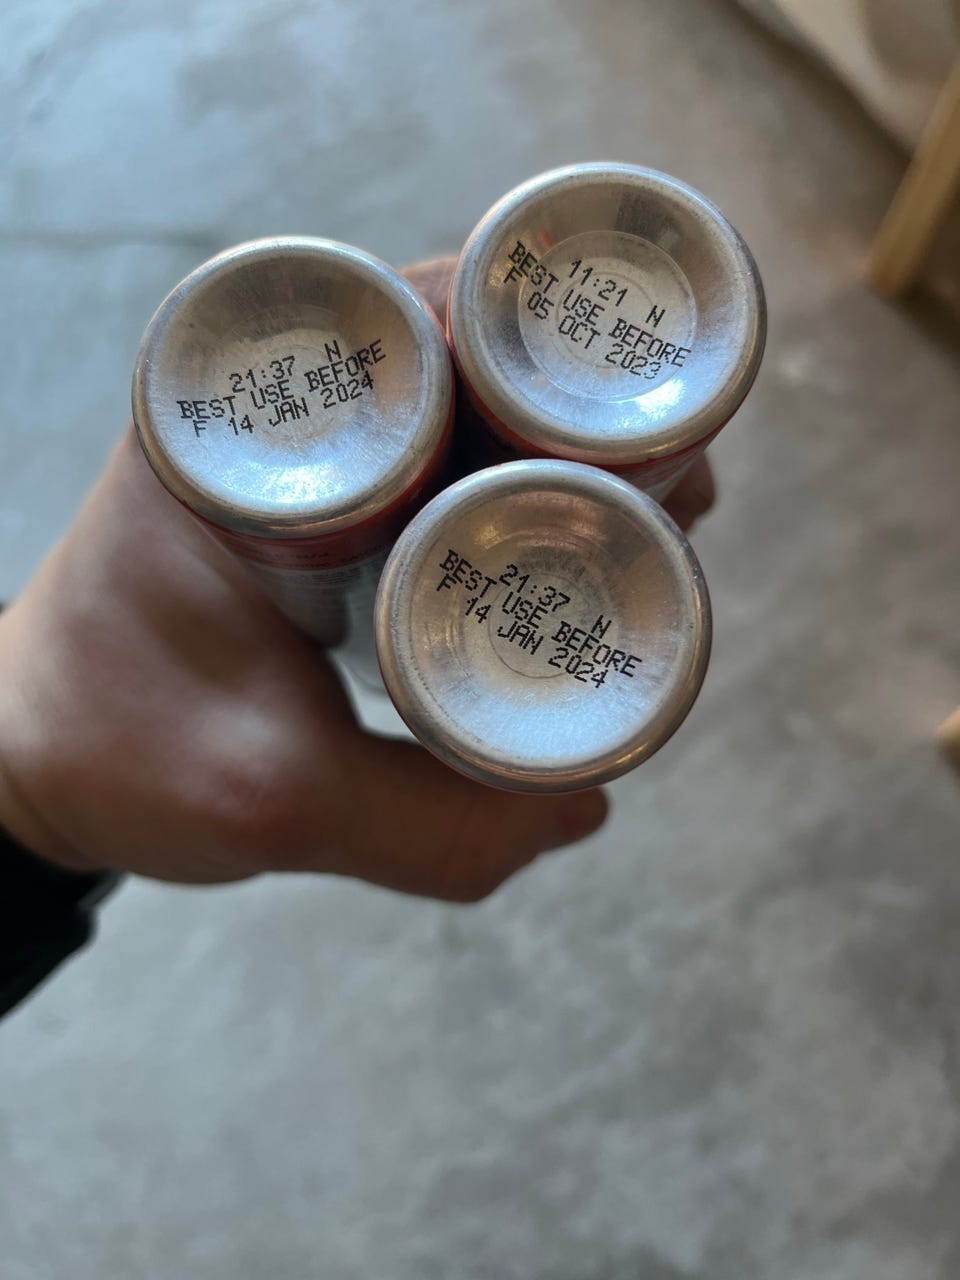 21:37 N
BEST USE BEFORE
F 14 JAN 2024
11:21 N
BEST USE BEFORE
F 05 OCT 2023
21:37 N
BEST USE BEFORE
F 14 JAN 2024